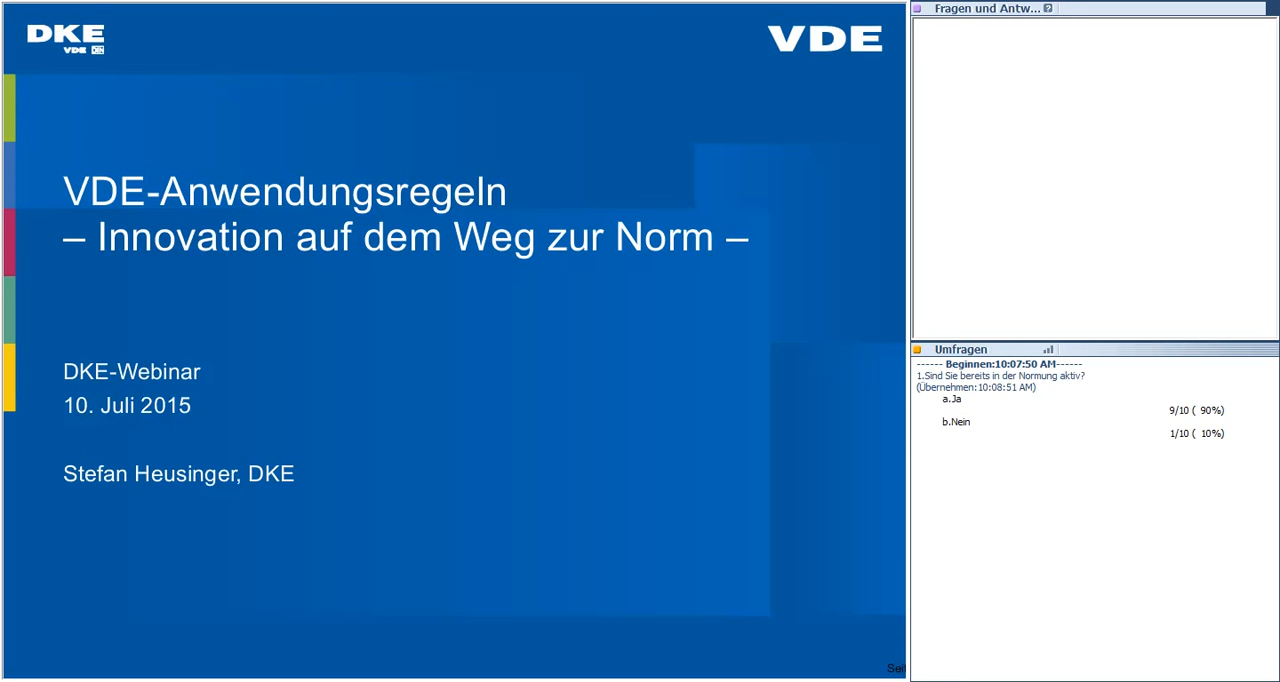 DKE
VDE DIN
VDE
VDE-Anwendungsregeln
– Innovation auf dem Weg zur Norm –
DKE-Webinar
10. Juli 2015
Stefan Heusinger, DKE
Fragen und Antw...
Umfragen
------ Beginnen:10:07:50 AM------
1.Sind Sie bereits in der Normung aktiv?
(Übernehmen:10:08:51 AM)
a.Ja
9/10 ( 90%)
b.Nein
1/10 ( 10%)